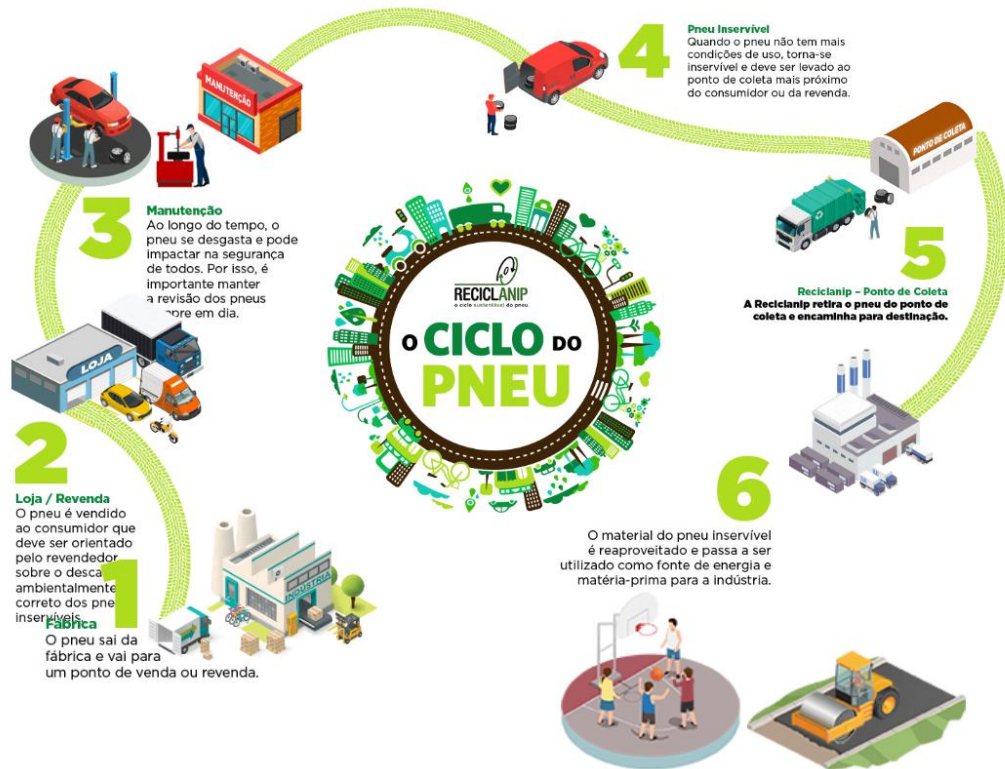 4
Pneu Inservível
Quando o pneu não tem mais
condições de uso, torna-se
inservível e deve ser levado ao
ponto de coleta mais próximo
do consumidor ou da revenda.
MANUTENÇÃO
PONTO DE COLETA
3
Manutenção
Ao longo do tempo, o
pneu se desgasta e pode
impactar na segurança
de todos. Por isso, é
importante manter
a revisão dos pneus
em dia.
5
Reciclanip – Ponto de Coleta
A Reciclanip retira o pneu do ponto de
coleta e encaminha para destinação.
RECICLANIP
o ciclo sustentável do pneu
O CICLO DO
PNEU
LOJA
2
Loja / Revenda
O pneu é vendido
ao consumidor que
deve ser orientado
pelo revendedor
sobre o
ambientalmente
correto dos
inservíveis.
1
INDÚSTRIA
Fábrica
O pneu sai da
fábrica e vai para
um ponto de venda ou revenda.
6
O material do pneu inservível
é reaproveitado e passa a ser
utilizado como fonte de energia e
matéria-prima para a indústria.